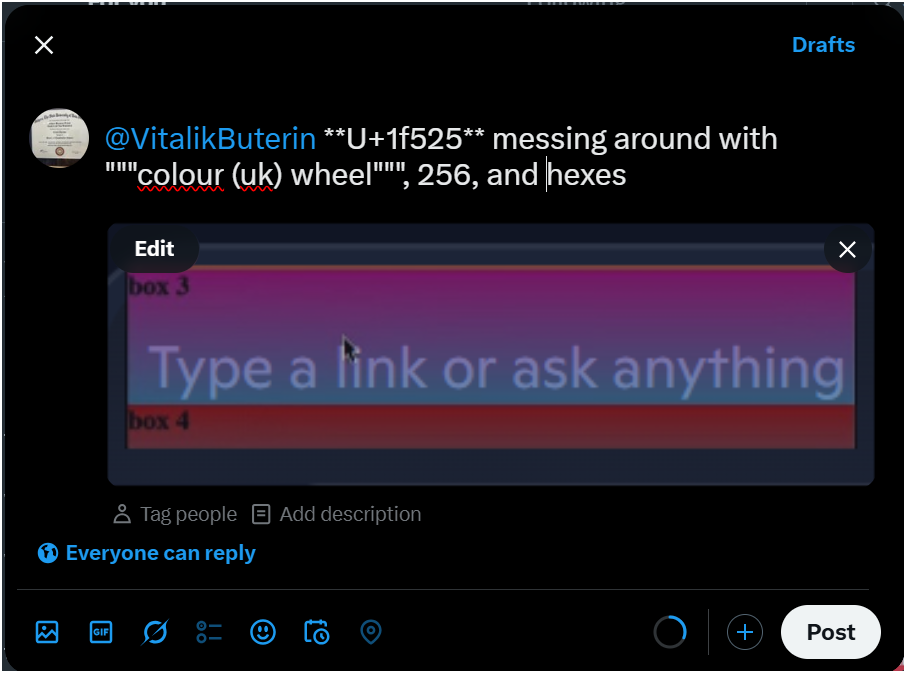 Drafts
@VitalikButerin **U+1f525** messing around with
"""colour (uk) wheel""", 256, and hexes
Edit
box 3
Type a link or ask anything
box 4
Tag people
Add description
Everyone can reply
GIF
Post